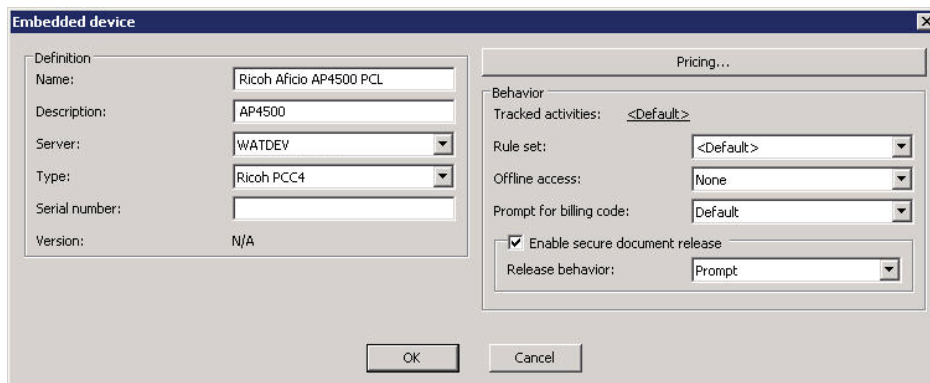 Embedded device
Definition
Name: Ricoh Aficio AP4500 PCL
Description: AP4500
Server: WATDEV
Type: Ricoh PCC4
Serial number:
Version: N/A
Pricing...
Behavior
Tracked activities: <Default>
Rule set: <Default>
Offline access: None
Prompt for billing code: Default
Enable secure document release
Release behavior: Prompt
OK Cancel